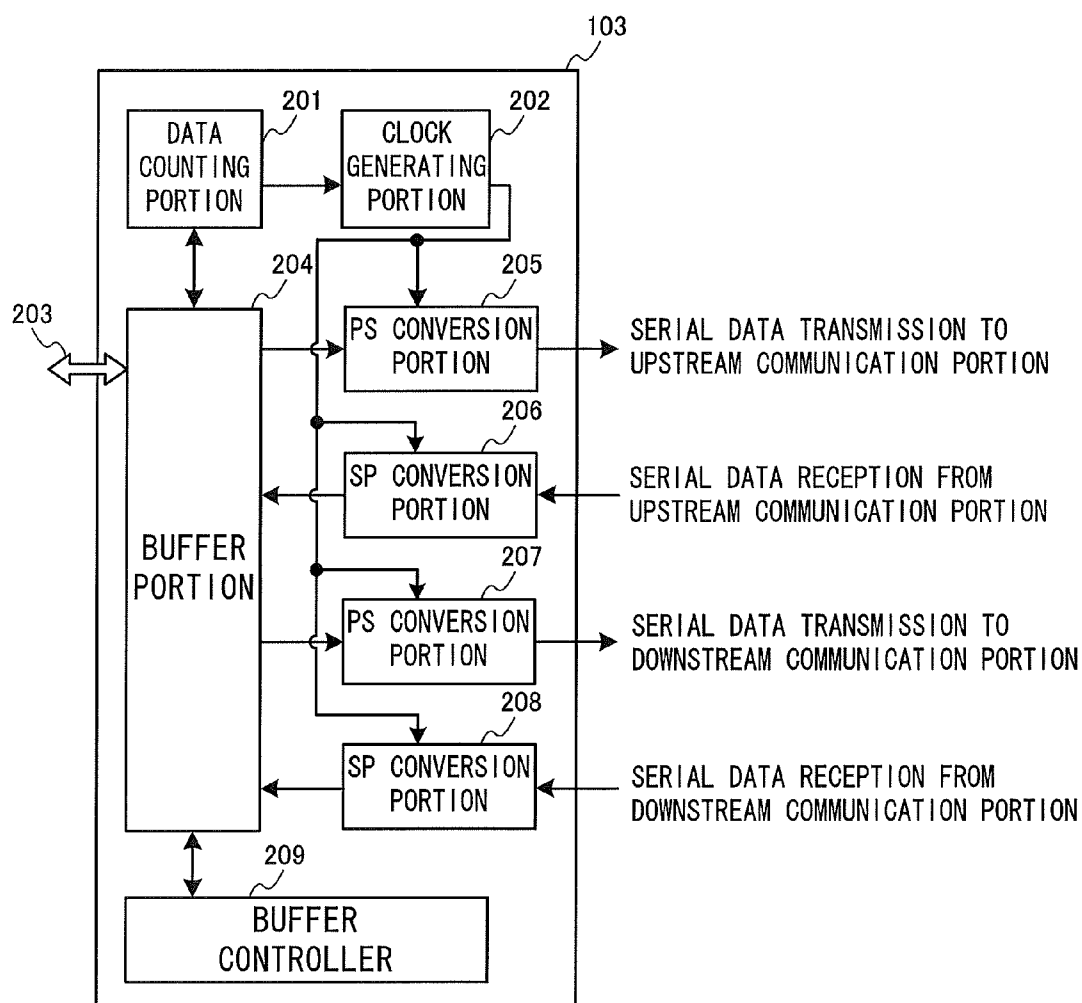 103
201
202
DATA
COUNTING
PORTION
CLOCK
GENERATING
PORTION
203
204
205
PS CONVERSION
PORTION
SERIAL DATA TRANSMISSION TO
UPSTREAM COMMUNICATION PORTION
206
SP CONVERSION
PORTION
SERIAL DATA RECEPTION FROM
UPSTREAM COMMUNICATION PORTION
BUFFER
PORTION
207
PS CONVERSION
PORTION
SERIAL DATA TRANSMISSION TO
DOWNSTREAM COMMUNICATION PORTION
208
SP CONVERSION
PORTION
SERIAL DATA RECEPTION FROM
DOWNSTREAM COMMUNICATION PORTION
209
BUFFER
CONTROLLER